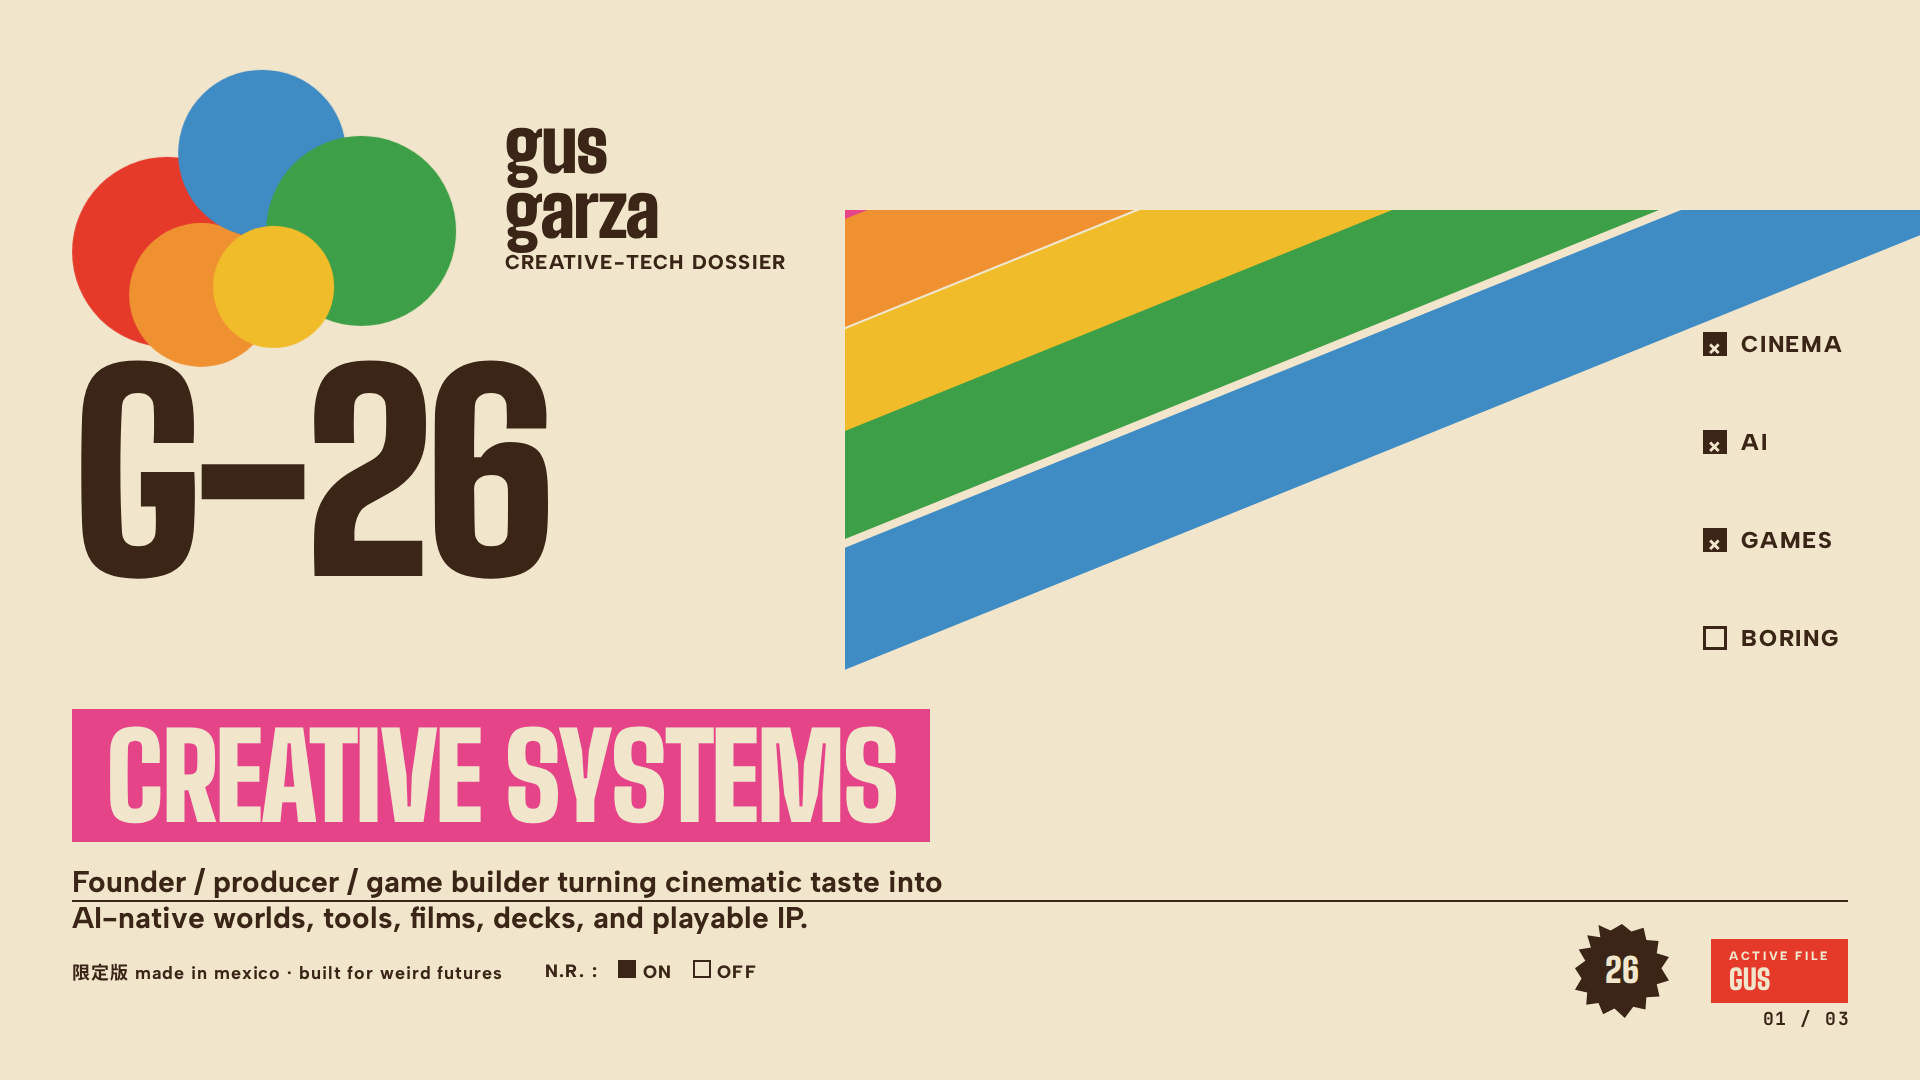 gus
garza
CREATIVE-TECH DOSSIER
G-26
CINEMA
AI
GAMES
BORING
CREATIVE SYSTEMS
Founder / producer / game builder turning cinematic taste into
AI-native worlds, tools, films, decks, and playable IP.
限定版 made in mexico · built for weird futures
N.R. : ON OFF
26
ACTIVE FILE
GUS
01 / 03